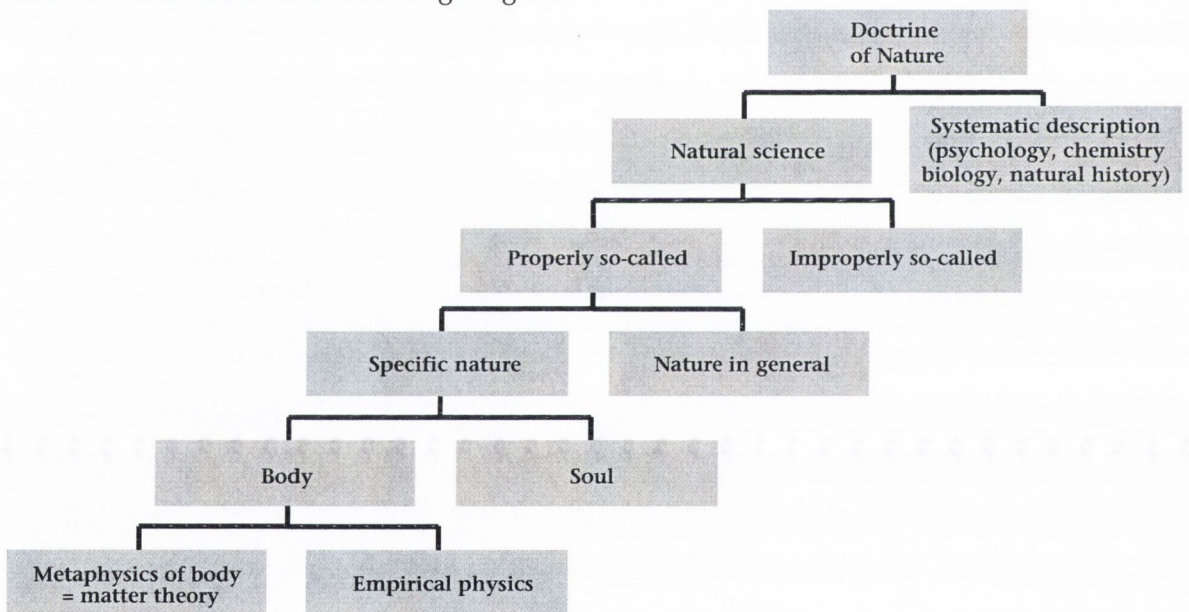 Doctrine
of Nature
Natural science
Systematic description
(psychology, chemistry
biology, natural history)
Properly so-called
Improperly so-called
Specific nature
Nature in general
Body
Soul
Metaphysics of body
= matter theory
Empirical physics